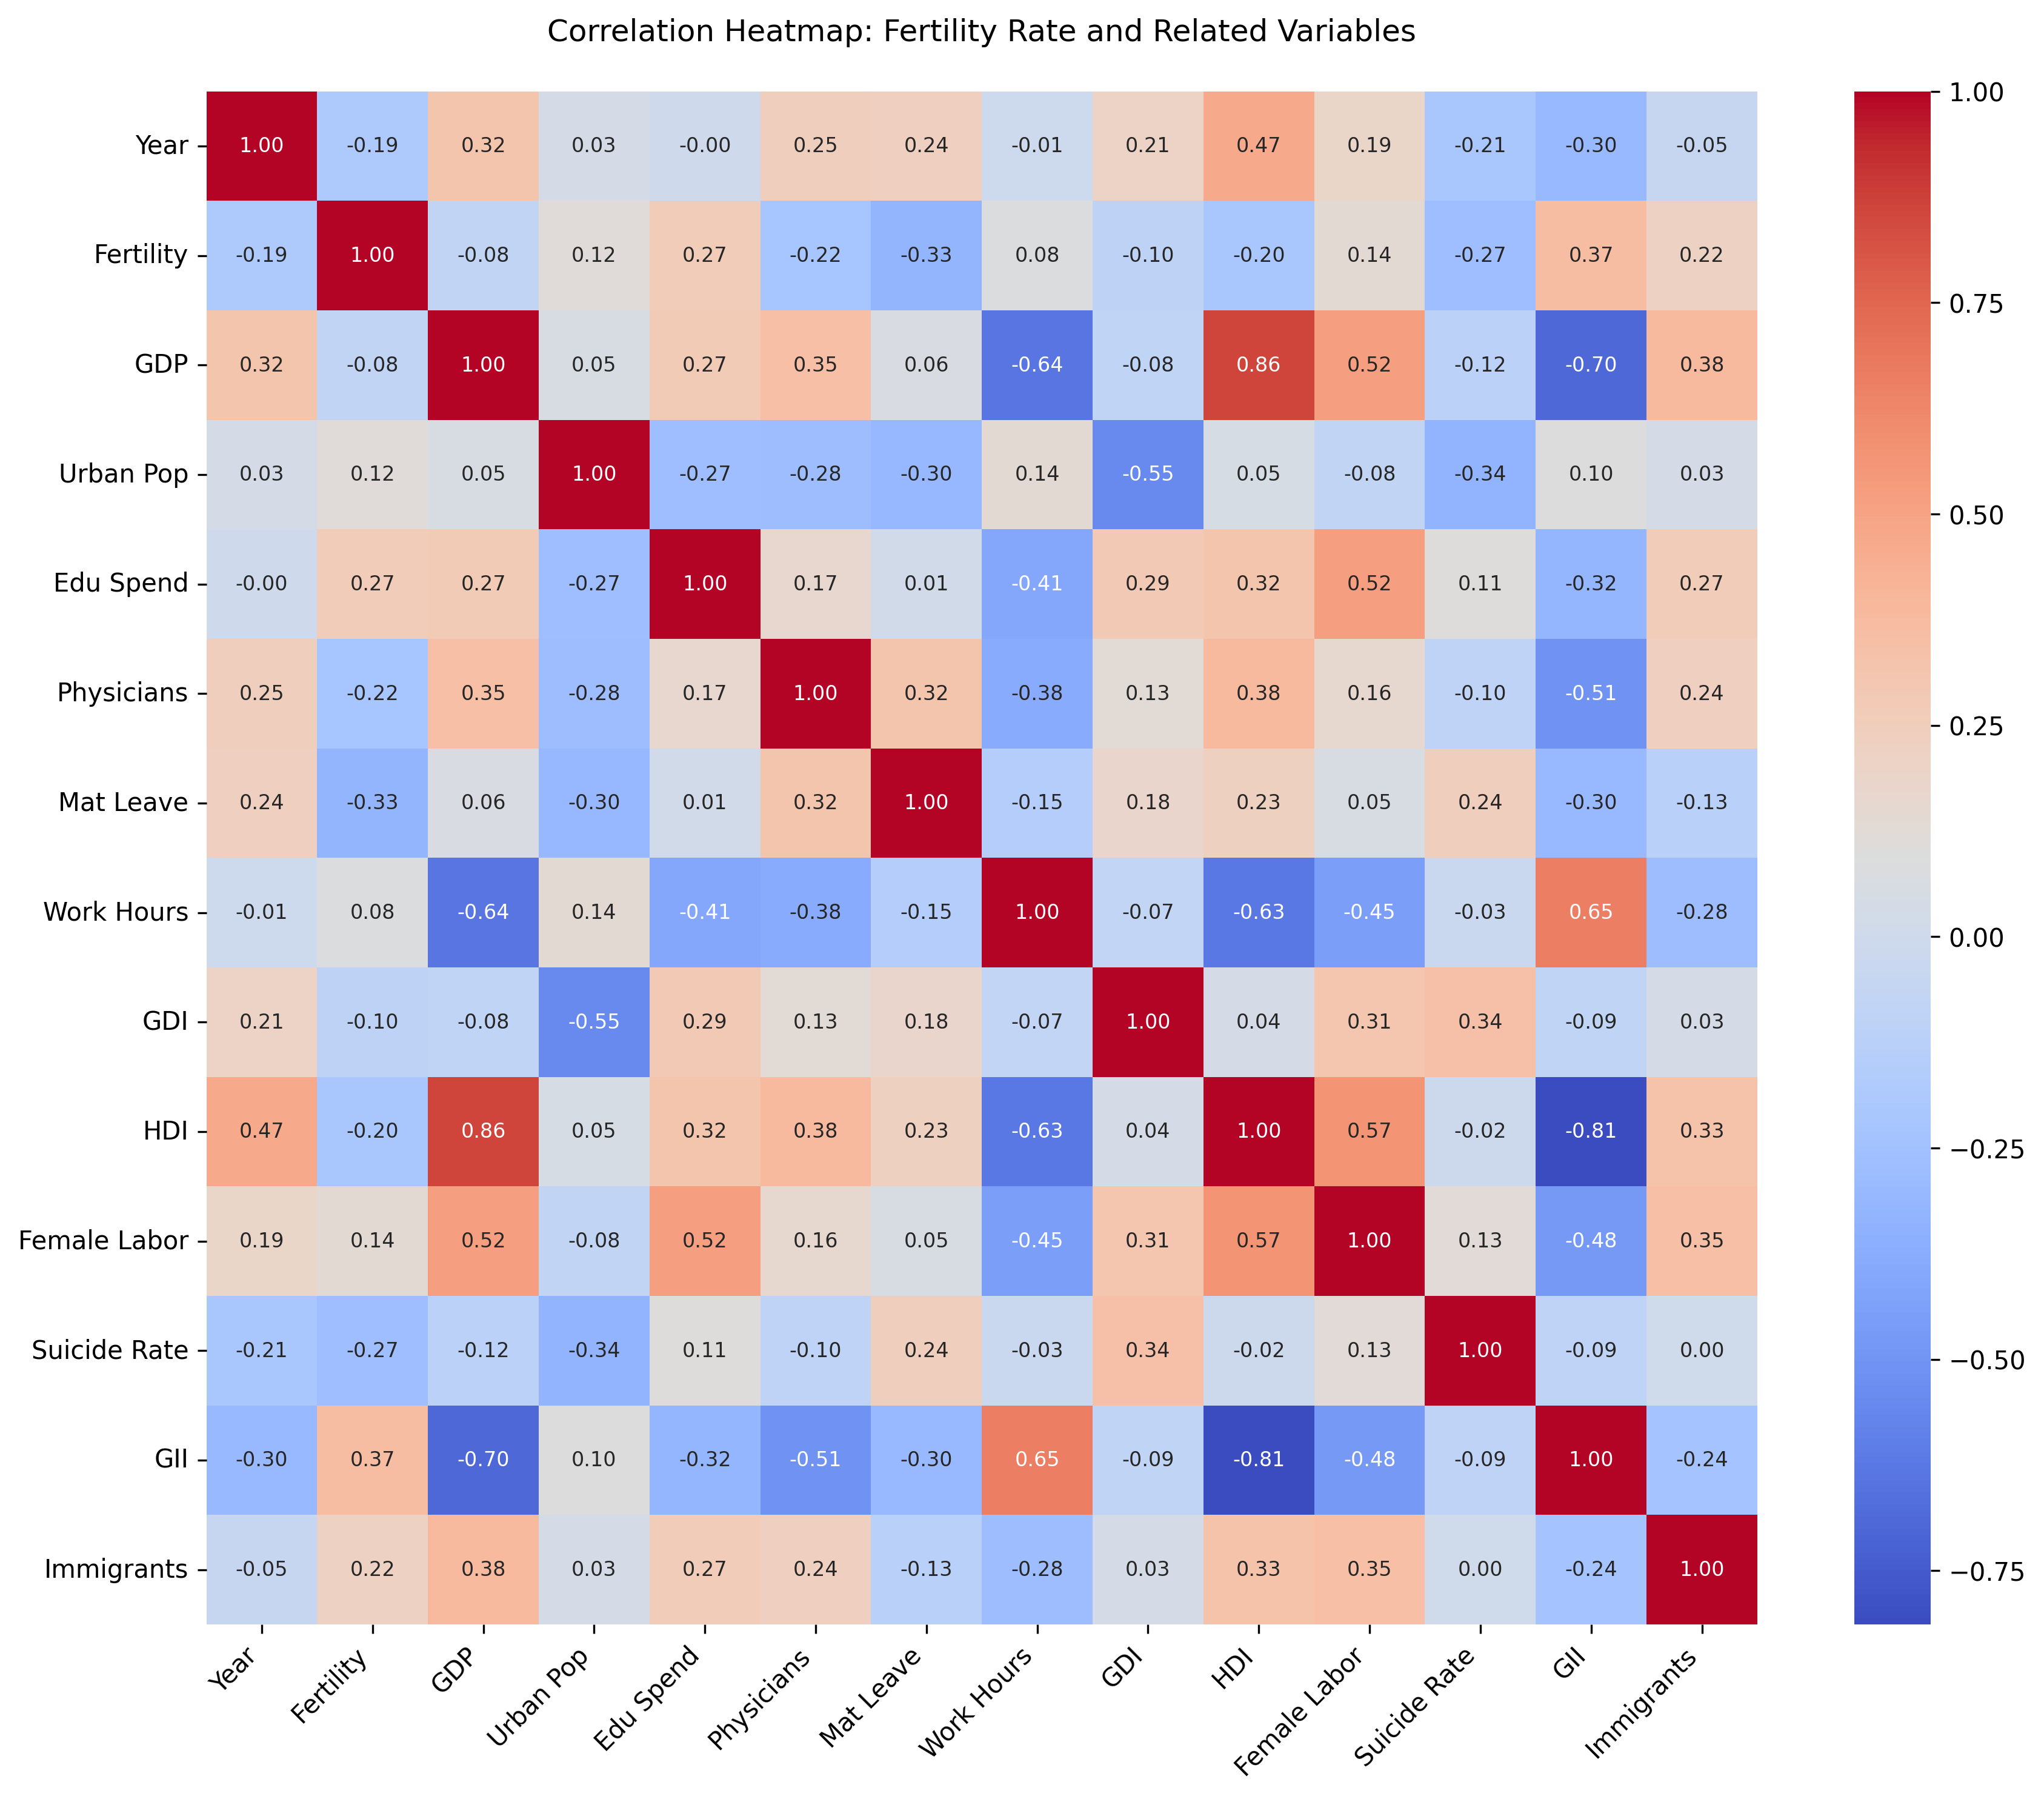 Correlation Heatmap: Fertility Rate and Related Variables
Year 1.00 -0.19 0.32 0.03 -0.00 0.25 0.24 -0.01 0.21 0.47 0.19 -0.21 -0.30 -0.05
Fertility -0.19 1.00 -0.08 0.12 0.27 -0.22 -0.33 0.08 -0.10 -0.20 0.14 -0.27 0.37 0.22
GDP 0.32 -0.08 1.00 0.05 0.27 0.35 0.06 -0.64 -0.08 0.86 0.52 -0.12 -0.70 0.38
Urban Pop 0.03 0.12 0.05 1.00 -0.27 -0.28 -0.30 0.14 -0.55 0.05 -0.08 -0.34 0.10 0.03
Edu Spend -0.00 0.27 0.27 -0.27 1.00 0.17 0.01 -0.41 0.29 0.32 0.52 0.11 -0.32 0.27
Physicians 0.25 -0.22 0.35 -0.28 0.17 1.00 0.32 -0.38 0.13 0.38 0.16 -0.10 -0.51 0.24
Mat Leave 0.24 -0.33 0.06 -0.30 0.01 0.32 1.00 -0.15 0.18 0.23 0.05 0.24 -0.30 -0.13
Work Hours -0.01 0.08 -0.64 0.14 -0.41 -0.38 -0.15 1.00 -0.07 -0.63 -0.45 -0.03 0.65 -0.28
GDI 0.21 -0.10 -0.08 -0.55 0.29 0.13 0.18 -0.07 1.00 0.04 0.31 0.34 -0.09 0.03
HDI 0.47 -0.20 0.86 0.05 0.32 0.38 0.23 -0.63 0.04 1.00 0.57 -0.02 -0.81 0.33
Female Labor 0.19 0.14 0.52 -0.08 0.52 0.16 0.05 -0.45 0.31 0.57 1.00 0.13 -0.48 0.35
Suicide Rate -0.21 -0.27 -0.12 -0.34 0.11 -0.10 0.24 -0.03 0.34 -0.02 0.13 1.00 -0.09 0.00
GII -0.30 0.37 -0.70 0.10 -0.32 -0.51 -0.30 0.65 -0.09 -0.81 -0.48 -0.09 1.00 -0.24
Immigrants -0.05 0.22 0.38 0.03 0.27 0.24 -0.13 -0.28 0.03 0.33 0.35 0.00 -0.24 1.00
Year Fertility GDP Urban Pop Edu Spend Physicians Mat Leave Work Hours GDI HDI Female Labor Suicide Rate GII Immigrants
1.00
0.75
0.50
0.25
0.00
−0.25
−0.50
−0.75